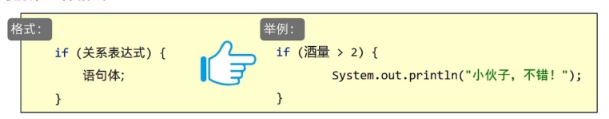 格式：
if (关系表达式) {
语句体;
}
举例：
if (酒量 > 2) {
System.out.println("小伙子，不错！");
}